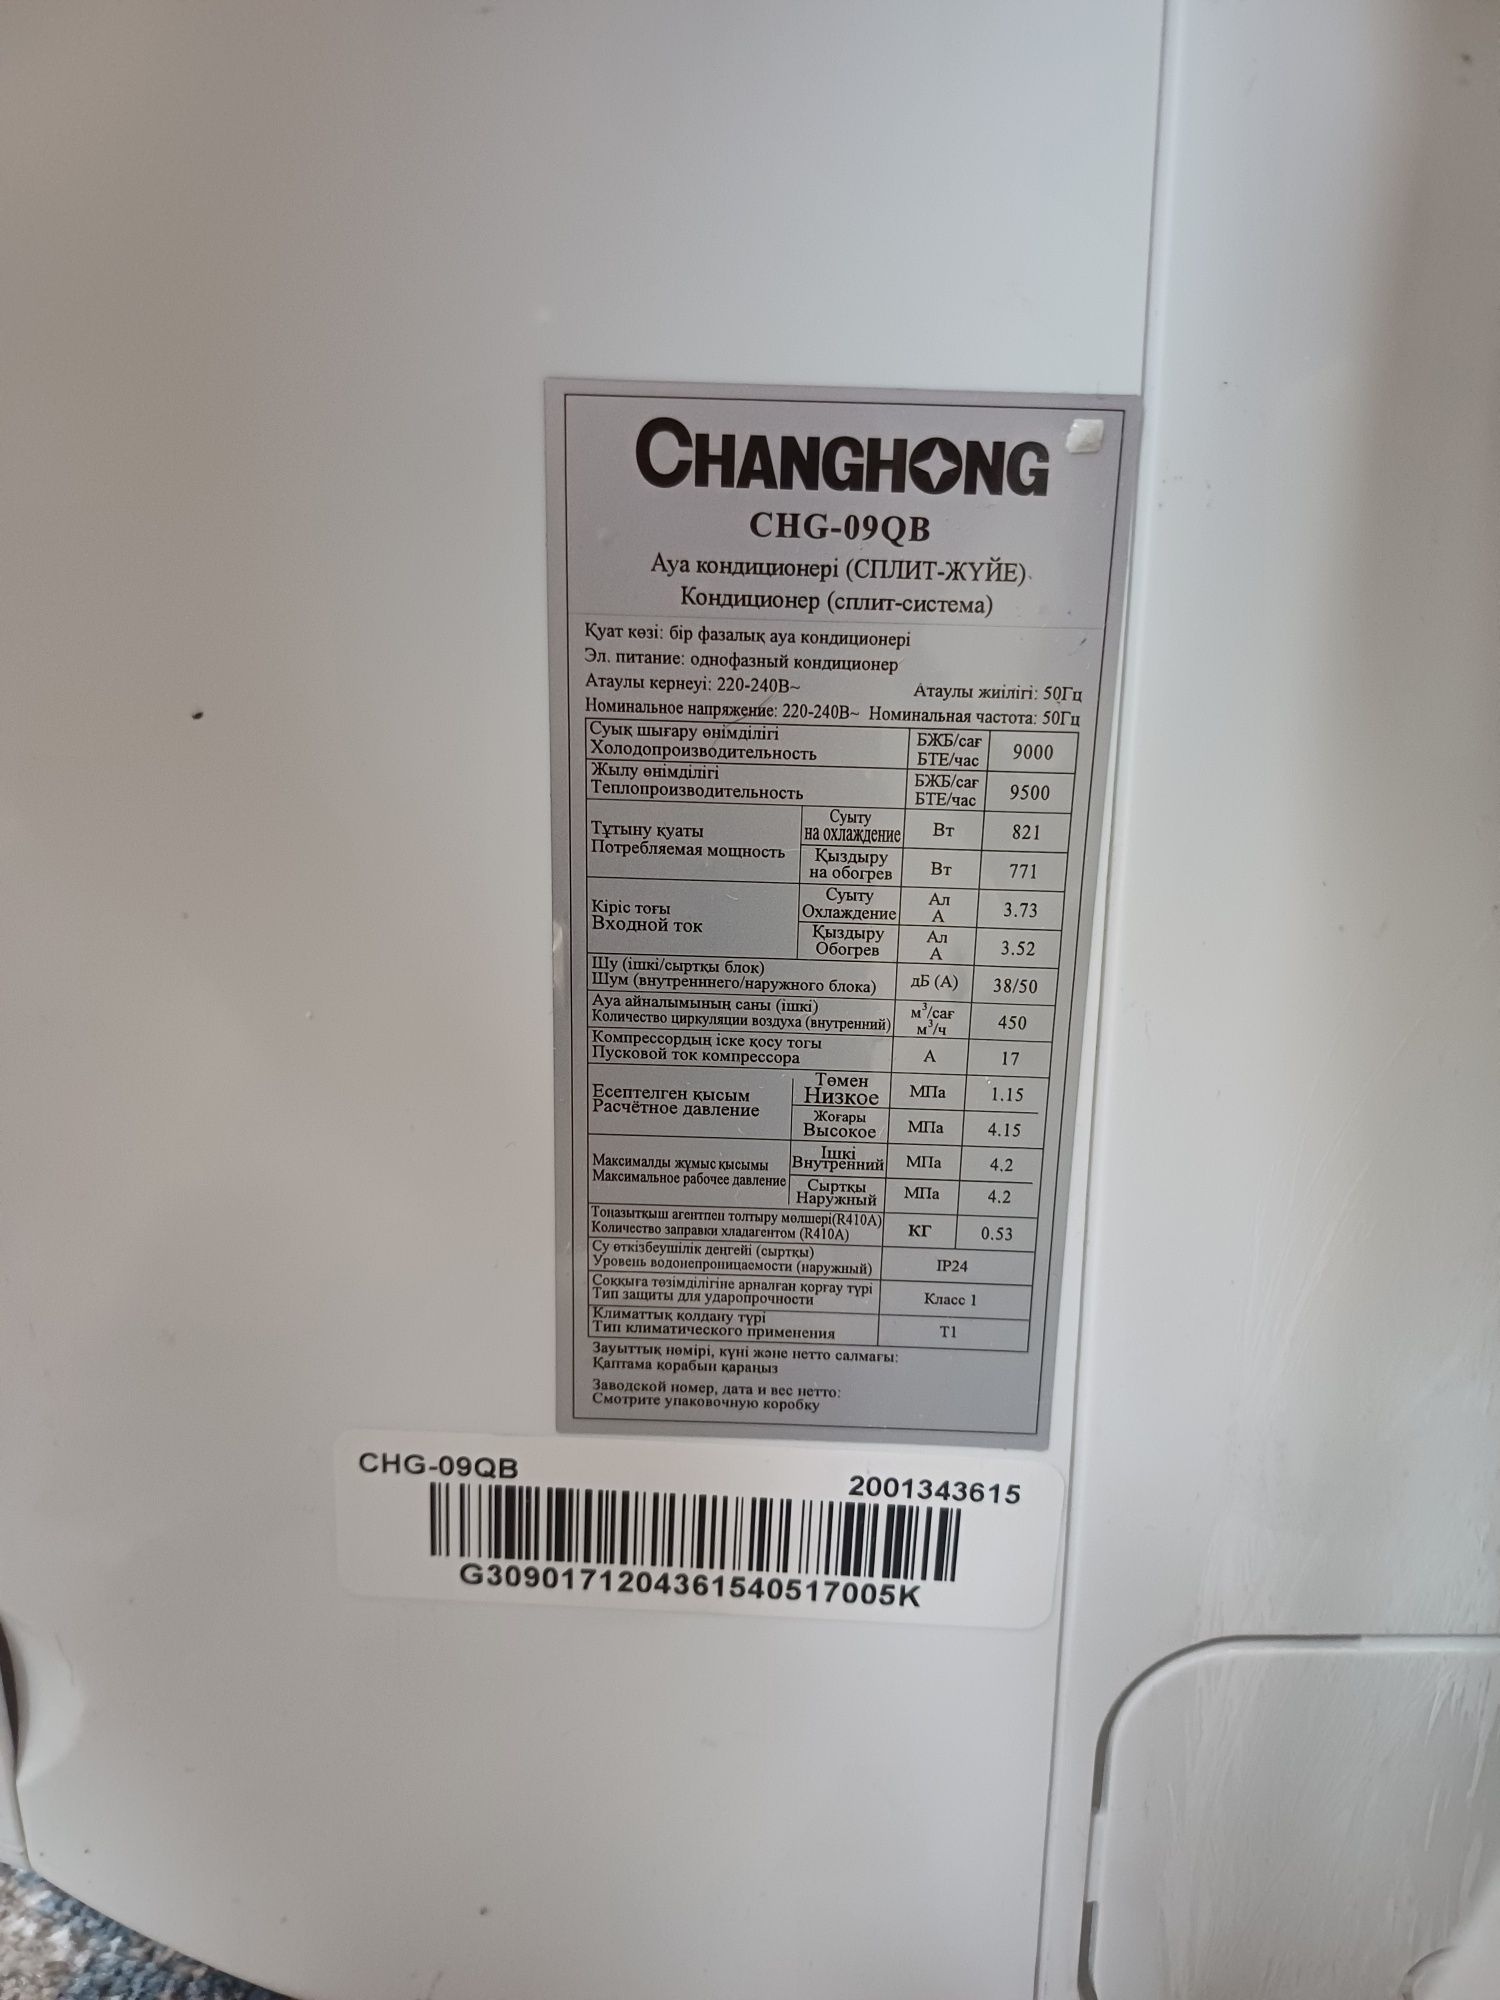 CHANGHONG
CHG-09QB
Ауа кондиционері (СПЛИТ-ЖҮЙЕ)
Кондиционер (сплит-система)
Қуат көзі: бір фазалық ауа кондиционері
Эл. питание: однофазный кондиционер
Атаулы кернеуі: 220-240В~ Атаулы жиілігі: 50Гц
Номинальное напряжение: 220-240В~ Номинальная частота: 50Гц
Суық шығару өнімділігі БЖБ/сағ
Холодопроизводительность БТЕ/час 9000
Жылу өнімділігі БЖБ/сағ
Теплопроизводительность БТЕ/час 9500
Тұтыну қуаты
Потребляемая мощность
Суыту
на охлаждение Вт 821
Қыздыру
на обогрев Вт 771
Кіріс тоғы
Входной ток
Суыту Ал
Охлаждение А 3.73
Қыздыру Ал
Обогрев А 3.52
Шу (ішкі/сыртқы блок)
Шум (внутренннего/наружного блока) дБ (А) 38/50
Ауа айналымының саны (ішкі) м³/сағ
Количество циркуляции воздуха (внутренний) м³/ч 450
Компрессордың іске қосу тогы
Пусковой ток компрессора А 17
Есептелген қысым
Расчётное давление
Төмен
Низкое МПа 1.15
Жоғары
Высокое МПа 4.15
Максималды жұмыс қысымы
Максимальное рабочее давление
Ішкі
Внутренний МПа 4.2
Сыртқы
Наружный МПа 4.2
Тоңазытқыш агентпен толтыру мөлшері(R410A)
Количество заправки хладагентом (R410A) КГ 0.53
Су өткізбеушілік деңгейі (сыртқы)
Уровень водонепроницаемости (наружный) IP24
Соққыға төзімділігіне арналған қорғау түрі
Тип защиты для ударопрочности Класс 1
Климаттық қолдану түрі
Тип климатического применения T1
Зауыттық нөмірі, күні және нетто салмағы:
Қаптама қорабын қараңыз
Заводской номер, дата и вес нетто:
Смотрите упаковочную коробку
CHG-09QB 2001343615
G3090171204361540517005K